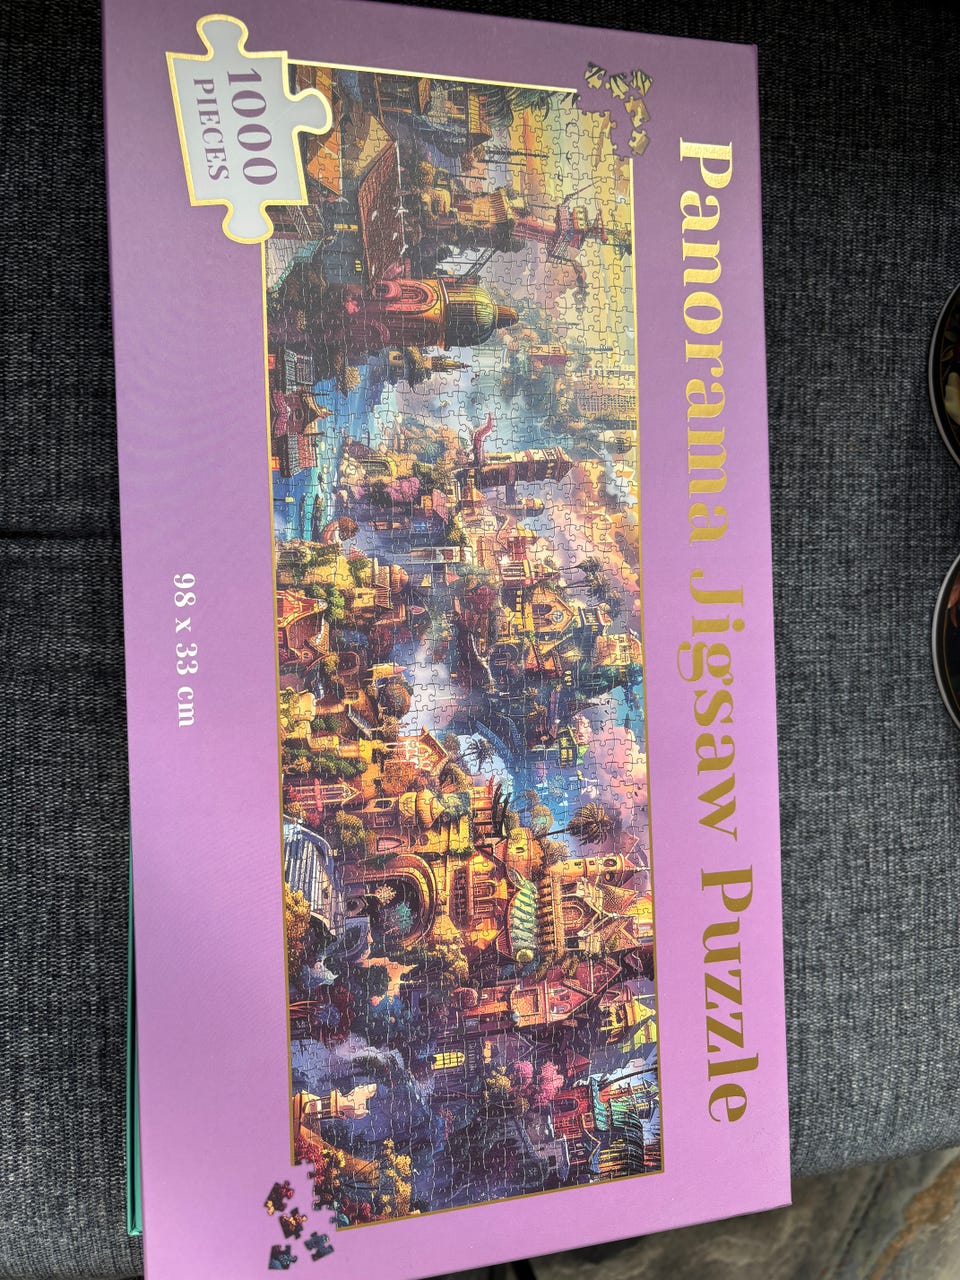 Panorama Jigsaw Puzzle
1000
PIECES
98 x 33 cm